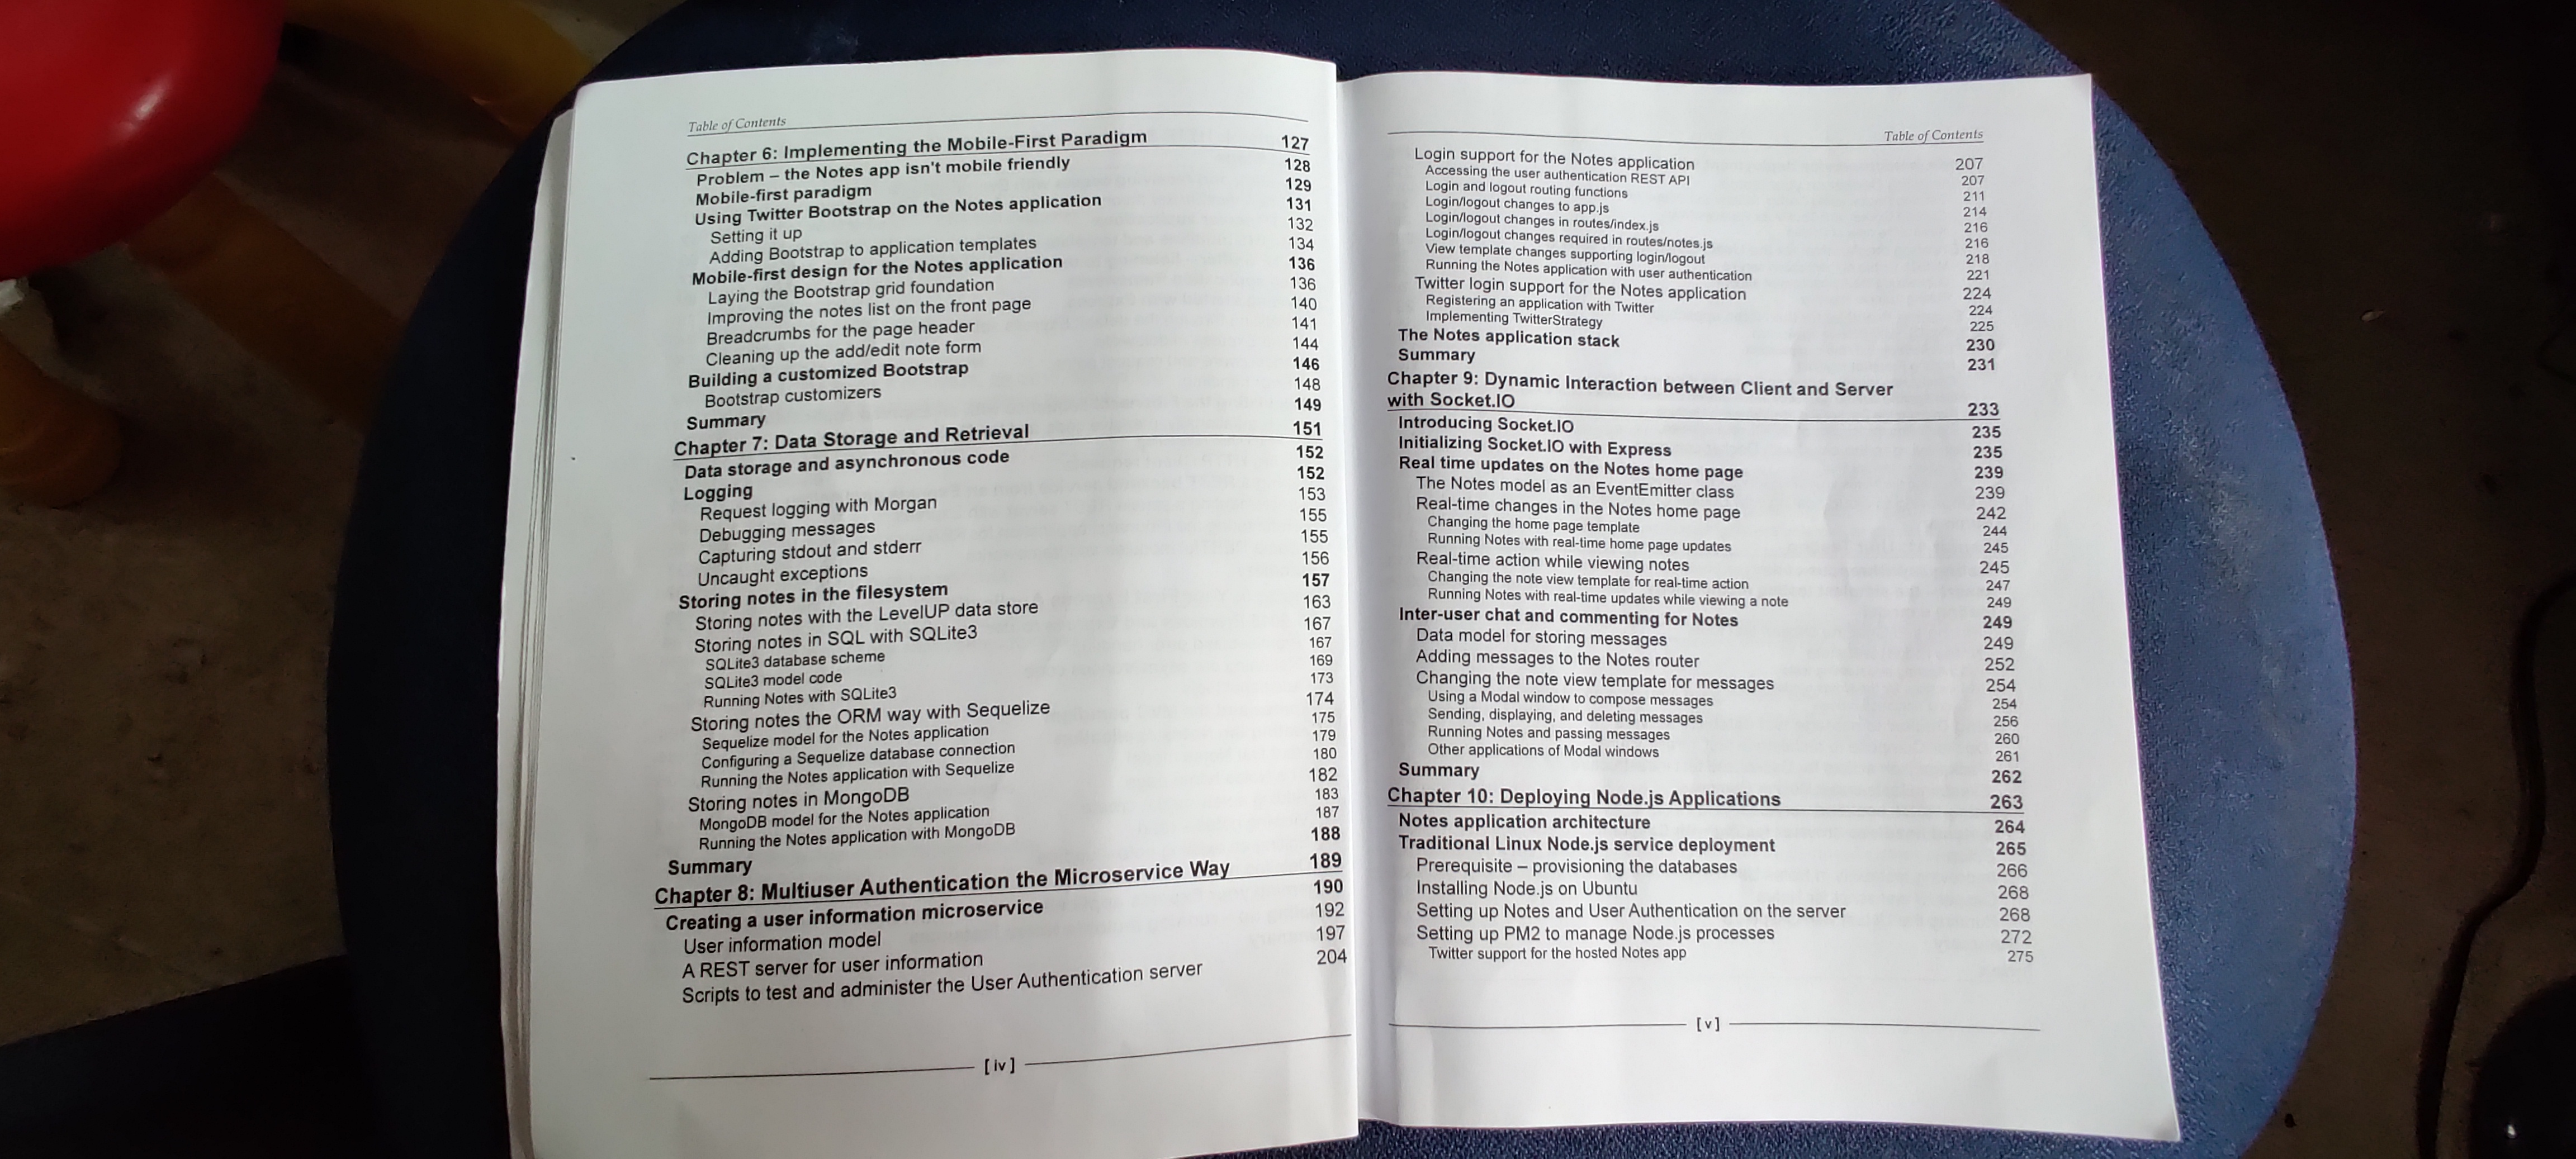 Table of Contents
Chapter 6: Implementing the Mobile-First Paradigm 127
Problem – the Notes app isn't mobile friendly 128
Mobile-first paradigm 129
Using Twitter Bootstrap on the Notes application 131
Setting it up 132
Adding Bootstrap to application templates 134
Mobile-first design for the Notes application 136
Laying the Bootstrap grid foundation 136
Improving the notes list on the front page 140
Breadcrumbs for the page header 141
Cleaning up the add/edit note form 144
Building a customized Bootstrap 146
Bootstrap customizers 148
Summary 149
Chapter 7: Data Storage and Retrieval 151
Data storage and asynchronous code 152
Logging 152
Request logging with Morgan 153
Debugging messages 155
Capturing stdout and stderr 155
Uncaught exceptions 156
Storing notes in the filesystem 157
Storing notes with the LevelUP data store 163
Storing notes in SQL with SQLite3 167
SQLite3 database scheme 167
SQLite3 model code 169
Running Notes with SQLite3 173
Storing notes the ORM way with Sequelize 174
Sequelize model for the Notes application 175
Configuring a Sequelize database connection 179
Running the Notes application with Sequelize 180
Storing notes in MongoDB 182
MongoDB model for the Notes application 183
Running the Notes application with MongoDB 187
Summary 188
Chapter 8: Multiuser Authentication the Microservice Way 189
Creating a user information microservice 190
User information model 192
A REST server for user information 197
Scripts to test and administer the User Authentication server 204
[ iv ]
Table of Contents
Login support for the Notes application 207
Accessing the user authentication REST API 207
Login and logout routing functions 211
Login/logout changes to app.js 214
Login/logout changes in routes/index.js 216
Login/logout changes required in routes/notes.js 216
View template changes supporting login/logout 218
Running the Notes application with user authentication 221
Twitter login support for the Notes application 224
Registering an application with Twitter 224
Implementing TwitterStrategy 225
The Notes application stack 230
Summary 231
Chapter 9: Dynamic Interaction between Client and Server
with Socket.IO 233
Introducing Socket.IO 235
Initializing Socket.IO with Express 235
Real time updates on the Notes home page 239
The Notes model as an EventEmitter class 239
Real-time changes in the Notes home page 242
Changing the home page template 244
Running Notes with real-time home page updates 245
Real-time action while viewing notes 245
Changing the note view template for real-time action 247
Running Notes with real-time updates while viewing a note 249
Inter-user chat and commenting for Notes 249
Data model for storing messages 249
Adding messages to the Notes router 252
Changing the note view template for messages 254
Using a Modal window to compose messages 254
Sending, displaying, and deleting messages 256
Running Notes and passing messages 260
Other applications of Modal windows 261
Summary 262
Chapter 10: Deploying Node.js Applications 263
Notes application architecture 264
Traditional Linux Node.js service deployment 265
Prerequisite – provisioning the databases 266
Installing Node.js on Ubuntu 268
Setting up Notes and User Authentication on the server 268
Setting up PM2 to manage Node.js processes 272
Twitter support for the hosted Notes app 275
[ v ]